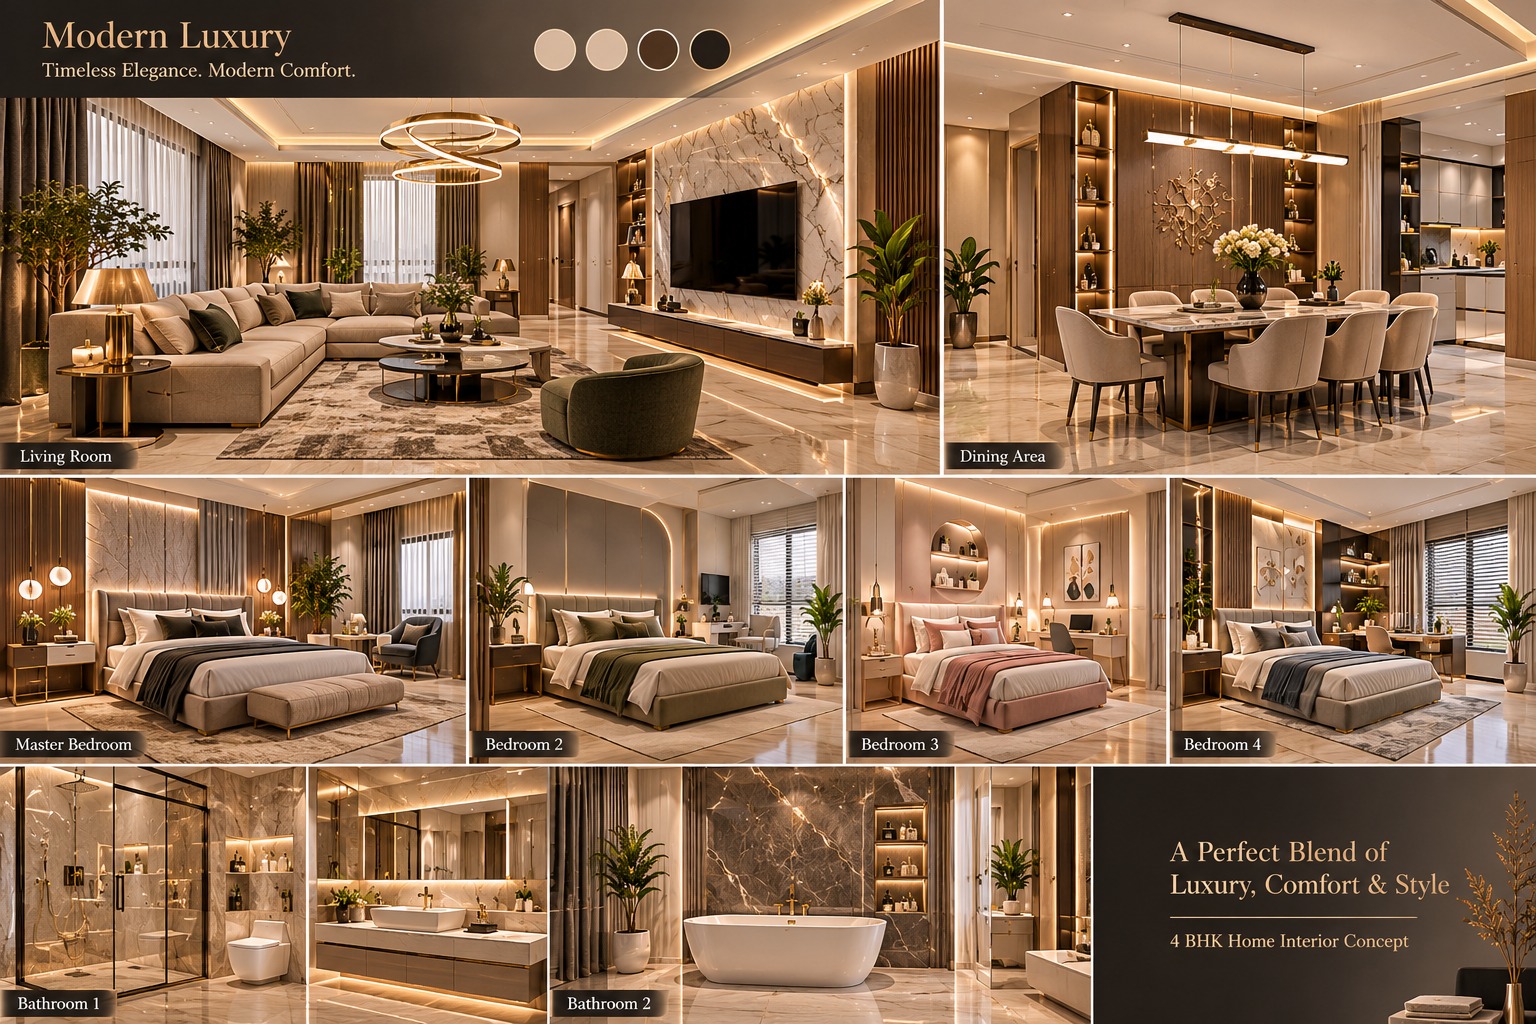 Modern Luxury
Timeless Elegance. Modern Comfort.
Living Room
Dining Area
Master Bedroom
Bedroom 2
Bedroom 3
Bedroom 4
Bathroom 1
Bathroom 2
A Perfect Blend of
Luxury, Comfort & Style
4 BHK Home Interior Concept